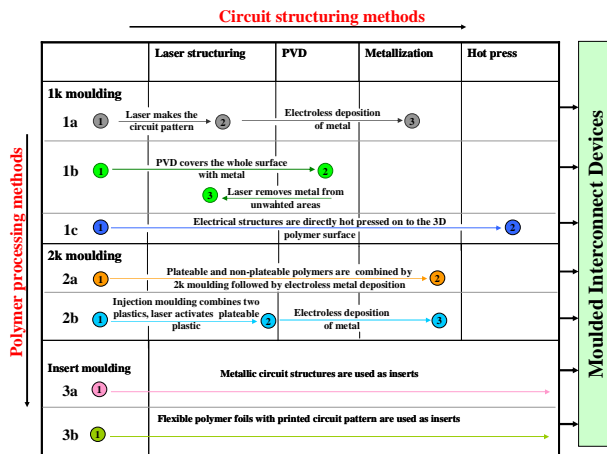 Circuit structuring methods
Laser structuring PVD Metallization Hot press
1k moulding
1a 1 Laser makes the circuit pattern 2 Electroless deposition of metal 3
1b 1 PVD covers the whole surface with metal 2
3 Laser removes metal from unwanted areas
1c 1 Electrical structures are directly hot pressed on to the 3D polymer surface 2
2k moulding
2a 1 Plateable and non-plateable polymers are combined by 2k moulding followed by electroless metal deposition 2
2b 1 Injection moulding combines two plastics, laser activates plateable plastic 2 Electroless deposition of metal 3
Insert moulding
3a 1 Metallic circuit structures are used as inserts
3b 1 Flexible polymer foils with printed circuit pattern are used as inserts
Polymer processing methods
Moulded Interconnect Devices